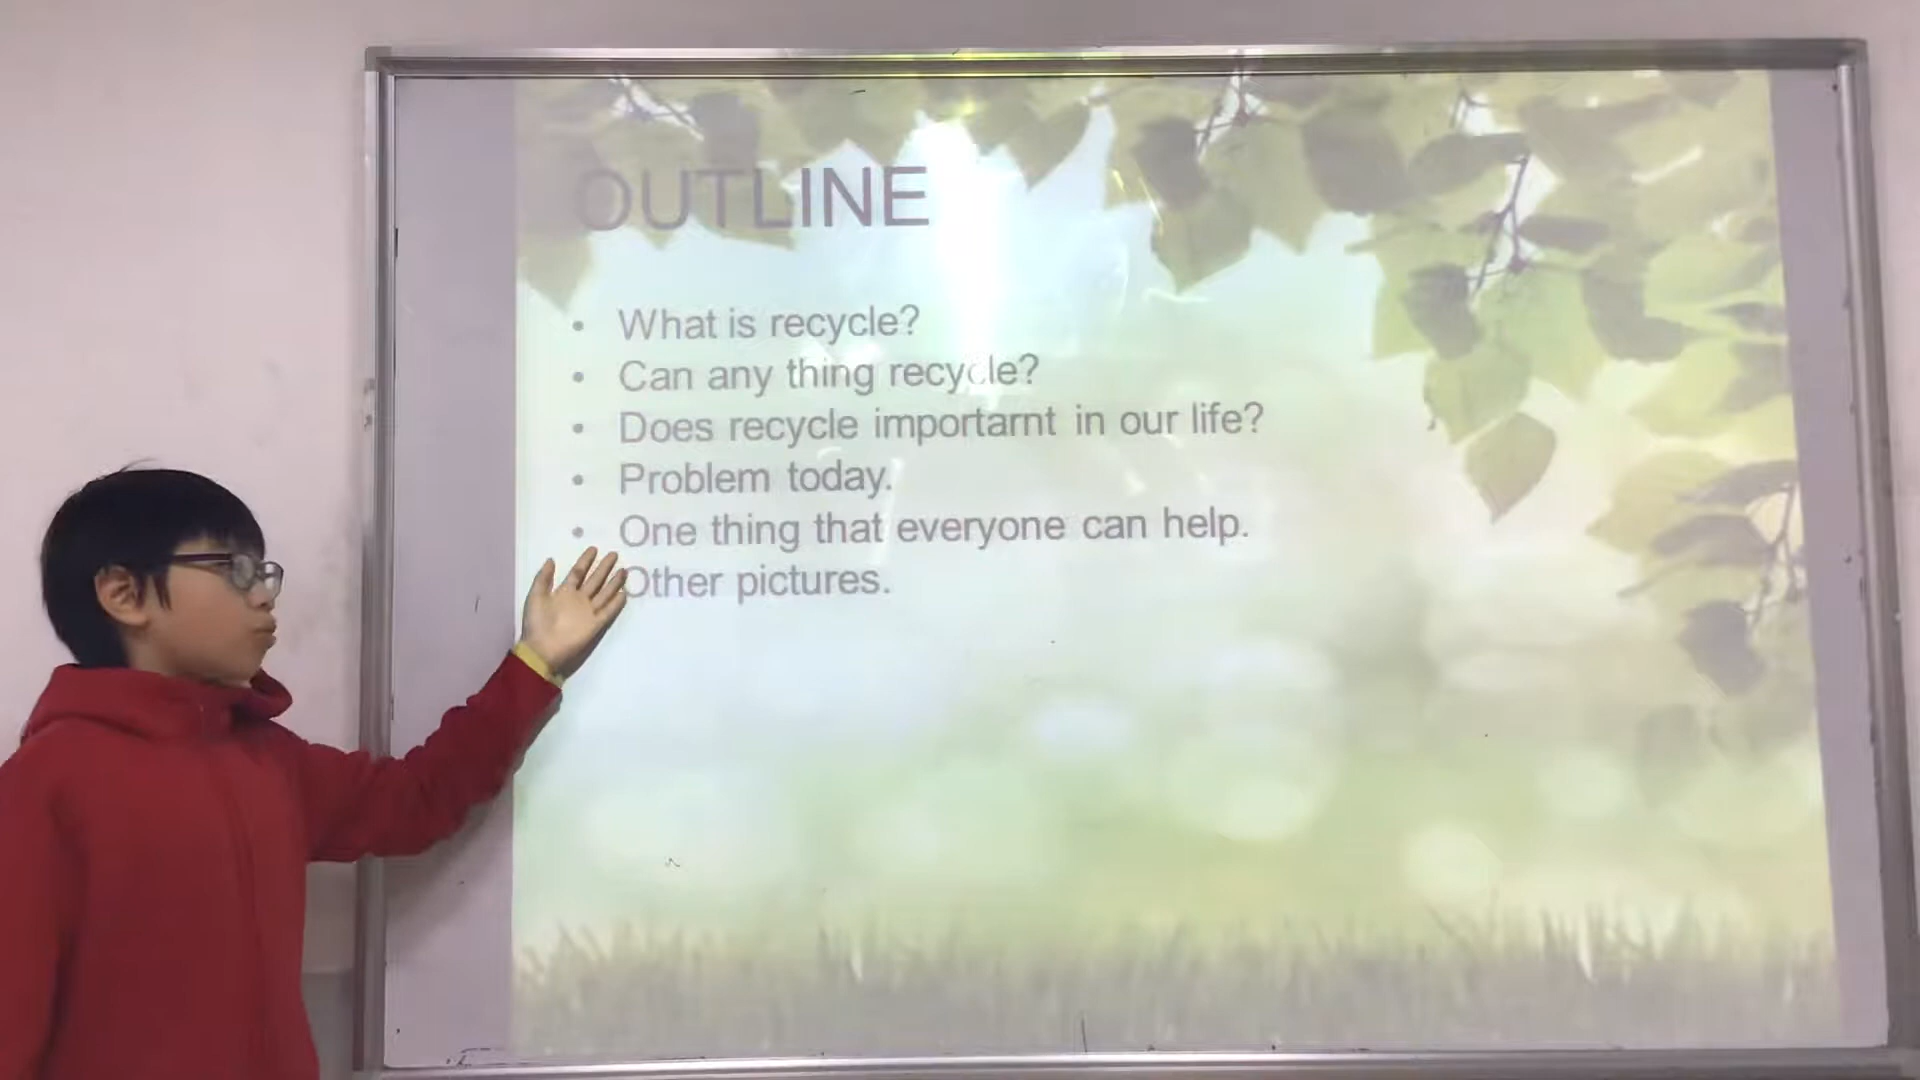 OUTLINE
• What is recycle?
• Can any thing recycle?
• Does recycle importarnt in our life?
• Problem today.
• One thing that everyone can help.
Other pictures.